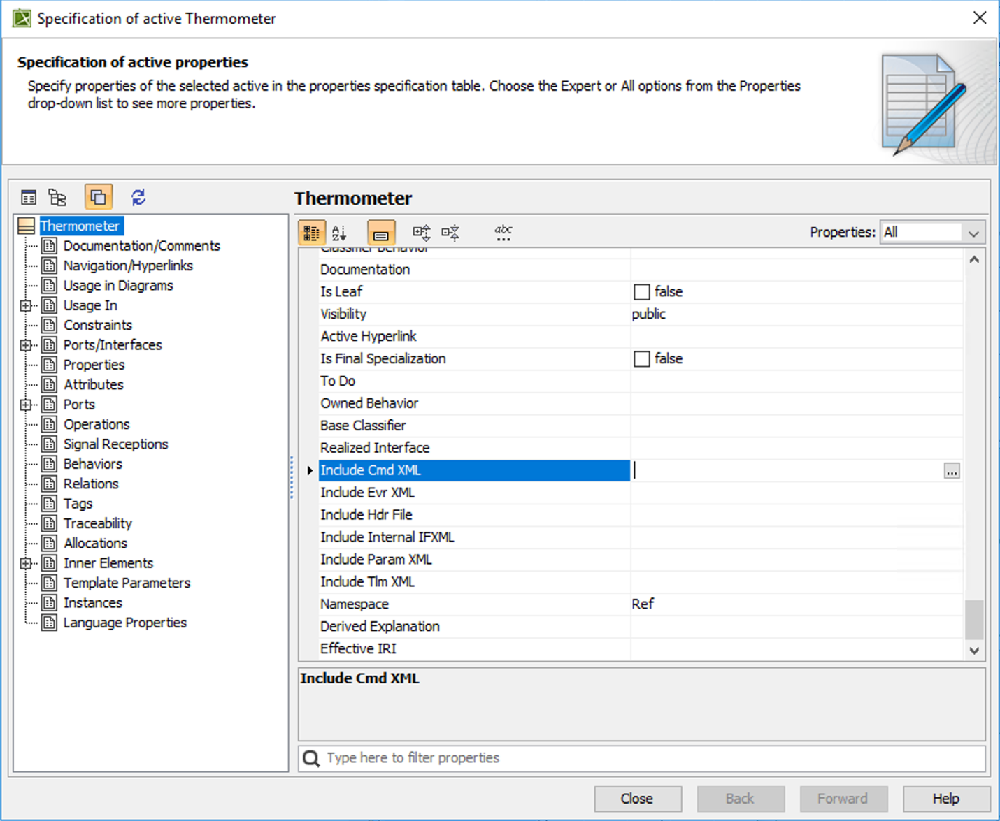 Specification of active Thermometer
Specification of active properties
Specify properties of the selected active in the properties specification table. Choose the Expert or All options from the Properties
drop-down list to see more properties.
Thermometer
Documentation/Comments
Navigation/Hyperlinks
Usage in Diagrams
Usage In
Constraints
Ports/Interfaces
Properties
Attributes
Ports
Operations
Signal Receptions
Behaviors
Relations
Tags
Traceability
Allocations
Inner Elements
Template Parameters
Instances
Language Properties
Thermometer
Properties: All
Classifier Behavior
Documentation
Is Leaf false
Visibility public
Active Hyperlink
Is Final Specialization false
To Do
Owned Behavior
Base Classifier
Realized Interface
Include Cmd XML ...
Include Evr XML
Include Hdr File
Include Internal IFXML
Include Param XML
Include Tlm XML
Namespace Ref
Derived Explanation
Effective IRI
Include Cmd XML
Type here to filter properties
Close Back Forward Help